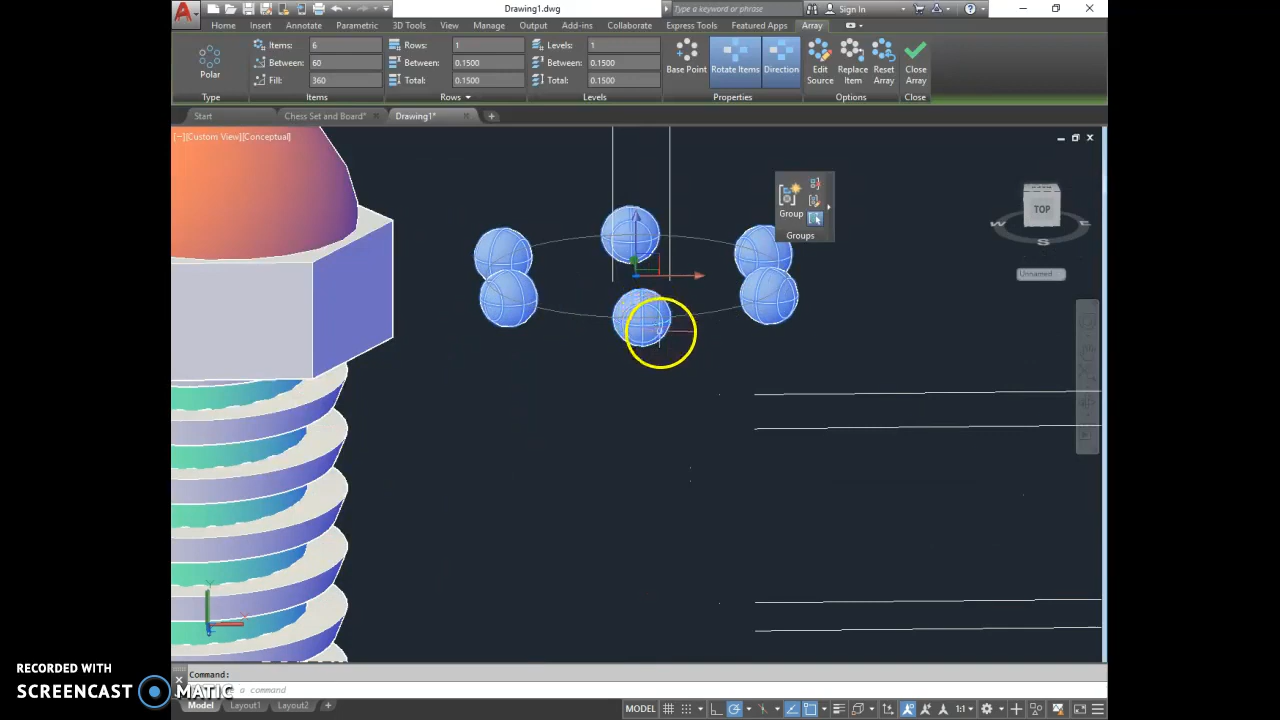 Drawing1.dwg
Type a keyword or phrase
Sign In
Home Insert Annotate Parametric 3D Tools View Manage Output Add-ins Collaborate Express Tools Featured Apps Array
Items: 6 Rows: 1 Levels: 1
Between: 60 Between: 0.1500 Between: 0.1500
Fill: 360 Total: 0.1500 Total: 0.1500
Polar
Base Point Rotate Items Direction Edit Source Replace Item Reset Array Close Array
Type Items Rows Levels Properties Options Close
Start Chess Set and Board* Drawing1*
[−][Custom View][Conceptual]
Group
Groups
TOP
W
S
Unnamed
Y
X
Command:
a command
RECORDED WITH
SCREENCAST MATIC
Model Layout1 Layout2 +
MODEL
1:1